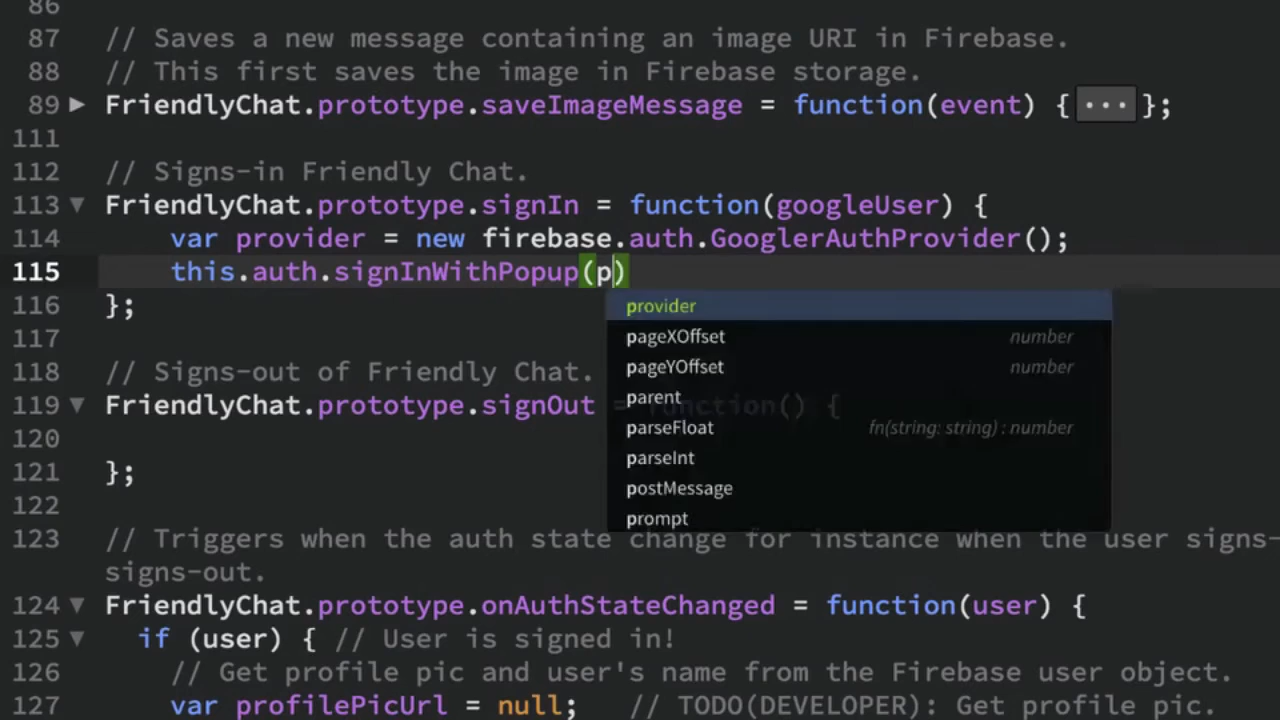 86
87 // Saves a new message containing an image URI in Firebase.
88 // This first saves the image in Firebase storage.
89 ▶ FriendlyChat.prototype.saveImageMessage = function(event) {...};
111
112 // Signs-in Friendly Chat.
113 ▼ FriendlyChat.prototype.signIn = function(googleUser) {
114 var provider = new firebase.auth.GooglerAuthProvider();
115 this.auth.signInWithPopup(p)
116 };
provider
117
pageXOffset number
pageYOffset number
118 // Signs-out of Friendly Chat.
parent
119 ▼ FriendlyChat.prototype.signOut = function() {
parseFloat fn(string: string) : number
120
parseInt
121 };
postMessage
122
prompt
123 // Triggers when the auth state change for instance when the user signs-
signs-out.
124 ▼ FriendlyChat.prototype.onAuthStateChanged = function(user) {
125 ▼ if (user) { // User is signed in!
126 // Get profile pic and user's name from the Firebase user object.
127 var profilePicUrl = null; // TODO(DEVELOPER): Get profile pic.